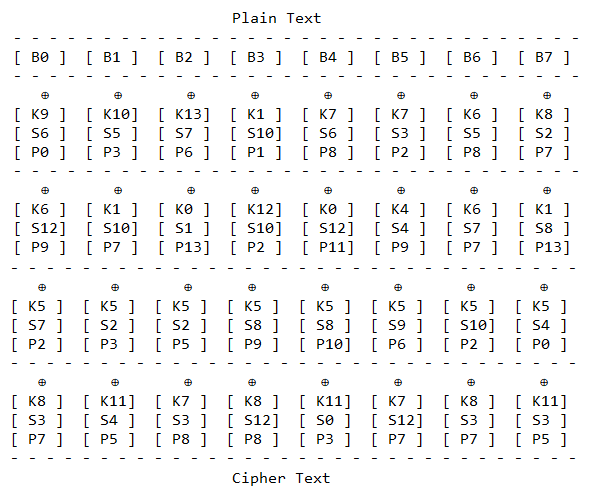 Plain Text
- - - - - - - - - - - - - - - - - - - - - - - - - - - - - - - -
[ B0 ] [ B1 ] [ B2 ] [ B3 ] [ B4 ] [ B5 ] [ B6 ] [ B7 ]
- - - - - - - - - - - - - - - - - - - - - - - - - - - - - - - -
⊕ ⊕ ⊕ ⊕ ⊕ ⊕ ⊕ ⊕
[ K9 ] [ K10] [ K13] [ K1 ] [ K7 ] [ K7 ] [ K6 ] [ K8 ]
[ S6 ] [ S5 ] [ S7 ] [ S10] [ S6 ] [ S3 ] [ S5 ] [ S2 ]
[ P0 ] [ P3 ] [ P6 ] [ P1 ] [ P8 ] [ P2 ] [ P8 ] [ P7 ]
- - - - - - - - - - - - - - - - - - - - - - - - - - - - - - - -
⊕ ⊕ ⊕ ⊕ ⊕ ⊕ ⊕ ⊕
[ K6 ] [ K1 ] [ K0 ] [ K12] [ K0 ] [ K4 ] [ K6 ] [ K1 ]
[ S12] [ S10] [ S1 ] [ S10] [ S12] [ S4 ] [ S7 ] [ S8 ]
[ P9 ] [ P7 ] [ P13] [ P2 ] [ P11] [ P9 ] [ P7 ] [ P13]
- - - - - - - - - - - - - - - - - - - - - - - - - - - - - - - -
⊕ ⊕ ⊕ ⊕ ⊕ ⊕ ⊕ ⊕
[ K5 ] [ K5 ] [ K5 ] [ K5 ] [ K5 ] [ K5 ] [ K5 ] [ K5 ]
[ S7 ] [ S2 ] [ S2 ] [ S8 ] [ S8 ] [ S9 ] [ S10] [ S4 ]
[ P2 ] [ P3 ] [ P5 ] [ P9 ] [ P10] [ P6 ] [ P2 ] [ P0 ]
- - - - - - - - - - - - - - - - - - - - - - - - - - - - - - - -
⊕ ⊕ ⊕ ⊕ ⊕ ⊕ ⊕ ⊕
[ K8 ] [ K11] [ K7 ] [ K8 ] [ K11] [ K7 ] [ K8 ] [ K11]
[ S3 ] [ S4 ] [ S3 ] [ S12] [ S0 ] [ S12] [ S3 ] [ S3 ]
[ P7 ] [ P5 ] [ P8 ] [ P8 ] [ P3 ] [ P7 ] [ P7 ] [ P5 ]
- - - - - - - - - - - - - - - - - - - - - - - - - - - - - - - -
Cipher Text